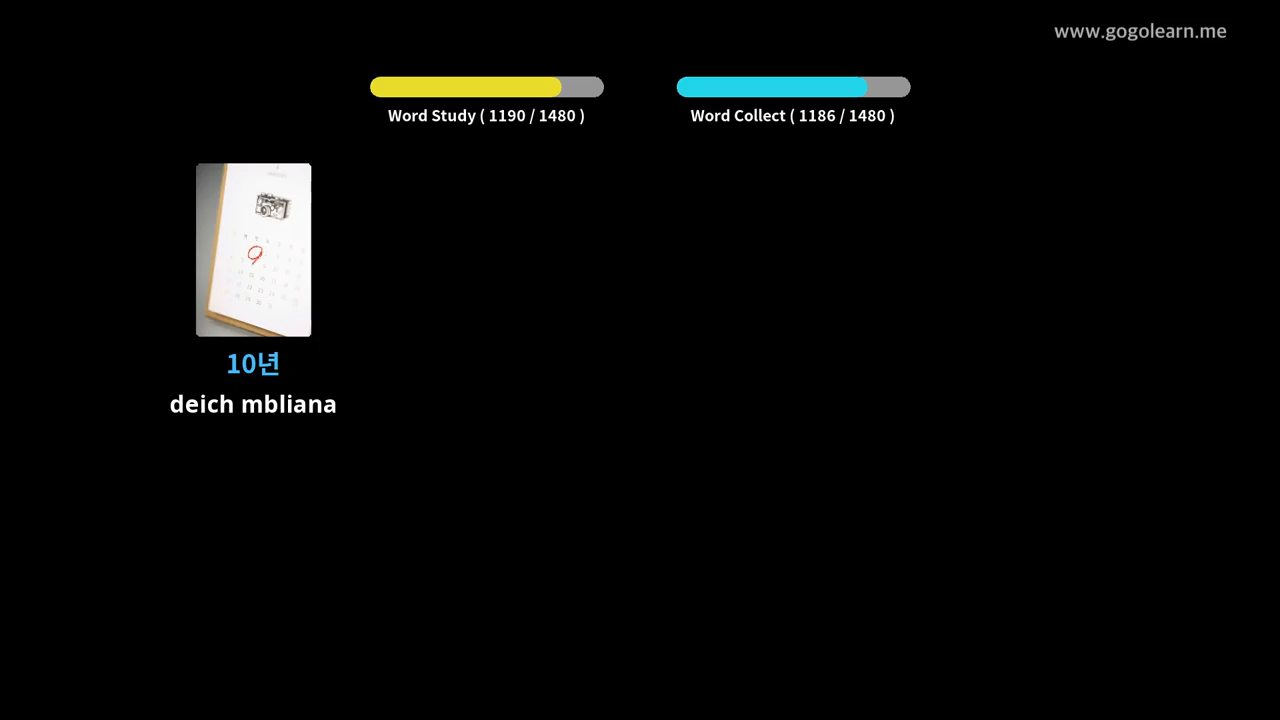 www.gogolearn.me
Word Study ( 1190 / 1480 )
Word Collect ( 1186 / 1480 )
10년
deich mbliana